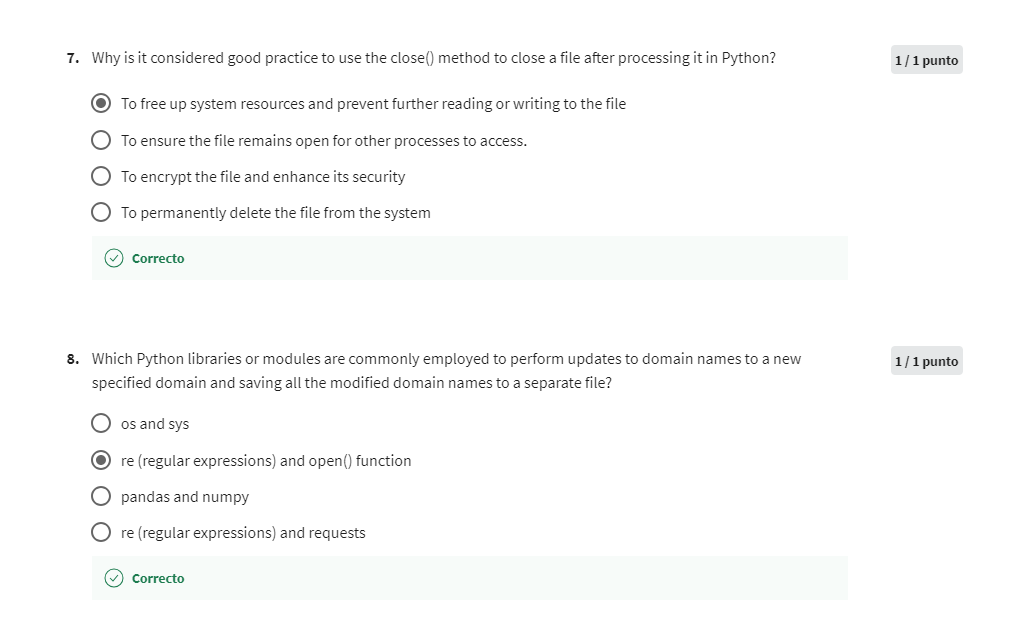 7. Why is it considered good practice to use the close() method to close a file after processing it in Python?
1 / 1 punto
To free up system resources and prevent further reading or writing to the file
To ensure the file remains open for other processes to access.
To encrypt the file and enhance its security
To permanently delete the file from the system
Correcto
8. Which Python libraries or modules are commonly employed to perform updates to domain names to a new
specified domain and saving all the modified domain names to a separate file?
1 / 1 punto
os and sys
re (regular expressions) and open() function
pandas and numpy
re (regular expressions) and requests
Correcto